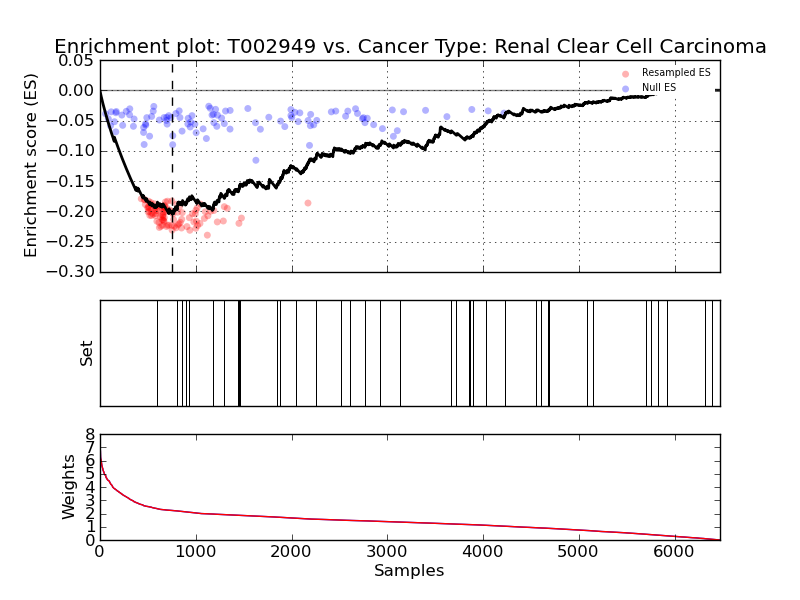 Enrichment plot: T002949 vs. Cancer Type: Renal Clear Cell Carcinoma
0.05
0.00
−0.05
−0.10
−0.15
−0.20
−0.25
−0.30
Enrichment score (ES)
Resampled ES
Null ES
Set
8
7
6
5
4
3
2
1
0
Weights
0 1000 2000 3000 4000 5000 6000
Samples